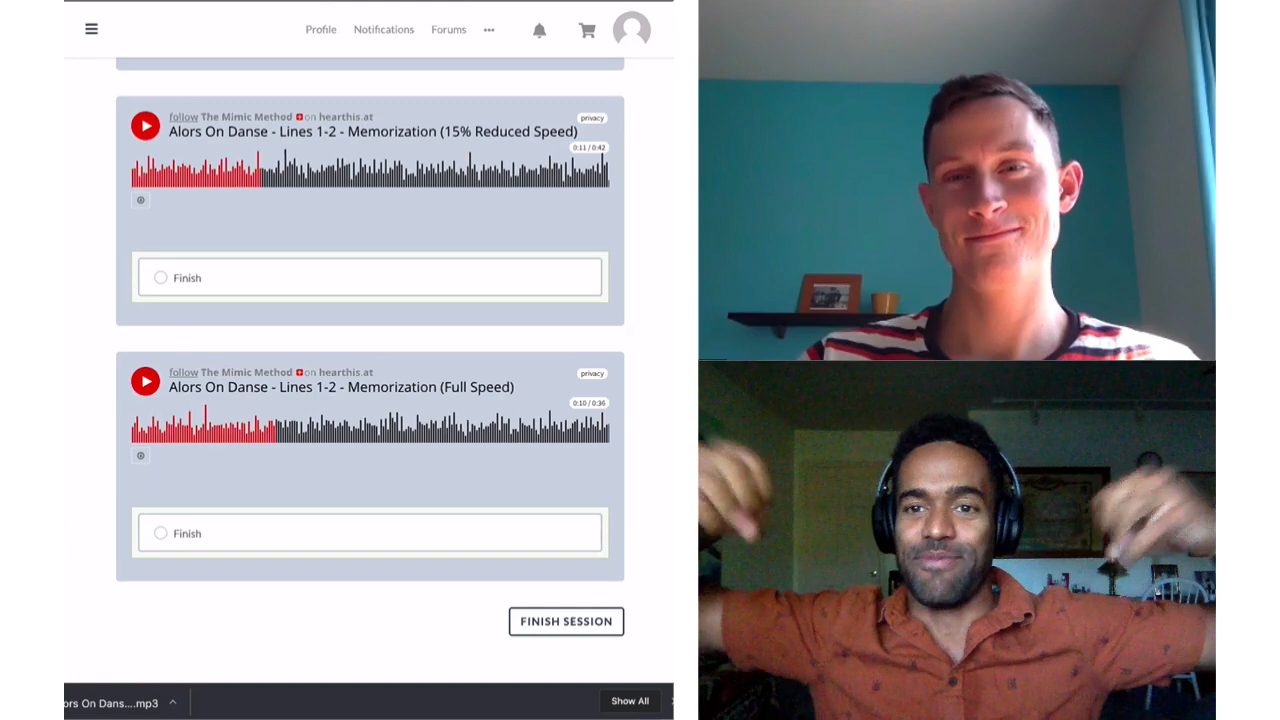 Profile Notifications Forums
follow The Mimic Method on hearthis.at
privacy
Alors On Danse - Lines 1-2 - Memorization (15% Reduced Speed)
0:11 / 0:42
Finish
follow The Mimic Method on hearthis.at
privacy
Alors On Danse - Lines 1-2 - Memorization (Full Speed)
0:10 / 0:36
Finish
FINISH SESSION
ors On Dans....mp3
Show All